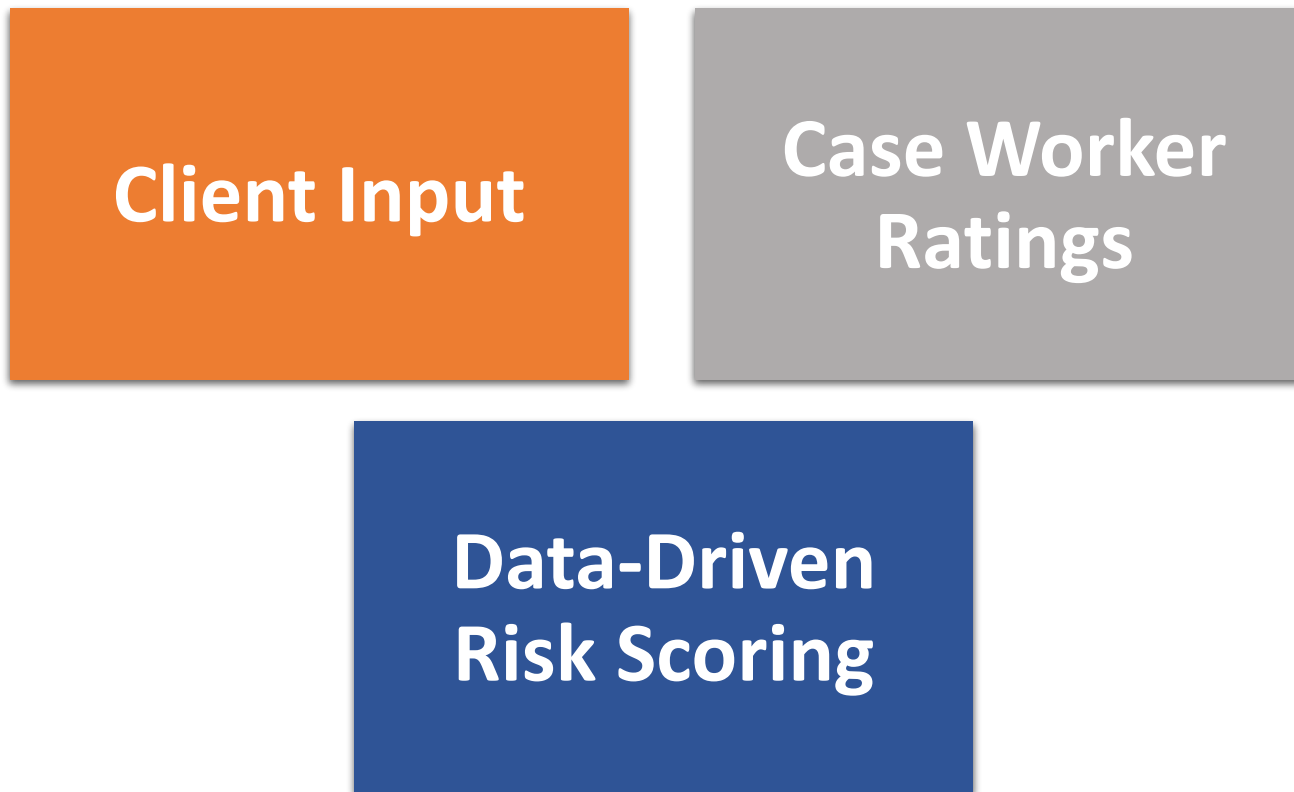 Client Input
Case Worker
Ratings
Data-Driven
Risk Scoring